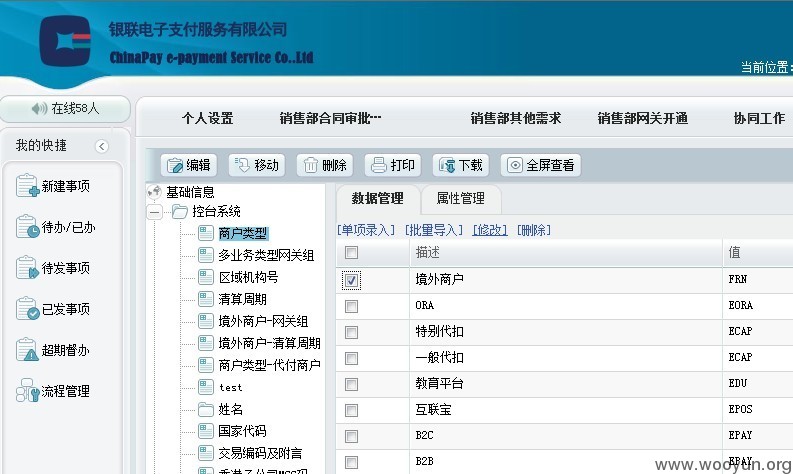 银联电子支付服务有限公司
ChinaPay e-payment Service Co.,Ltd
当前位置:
在线58人
个人设置 销售部合同审批… 销售部其他需求 销售部网关开通 协同工作
我的快捷
新建事项
待办/已办
待发事项
已发事项
超期督办
流程管理
编辑 移动 删除 打印 下载 全屏查看
基础信息
控台系统
商户类型
多业务类型网关组
区域机构号
清算周期
境外商户-网关组
境外商户-清算周期
商户类型-代付商户
test
姓名
国家代码
交易编码及附言
香港子公司MCC码
数据管理 属性管理
[单项录入] [批量导入] [修改] [删除]
描述 值
境外商户 FRN
ORA EORA
特别代扣 ECAP
一般代扣 ECAP
教育平台 EDU
互联宝 EPOS
B2C EPAY
B2B EPAY
www.wooyun.org